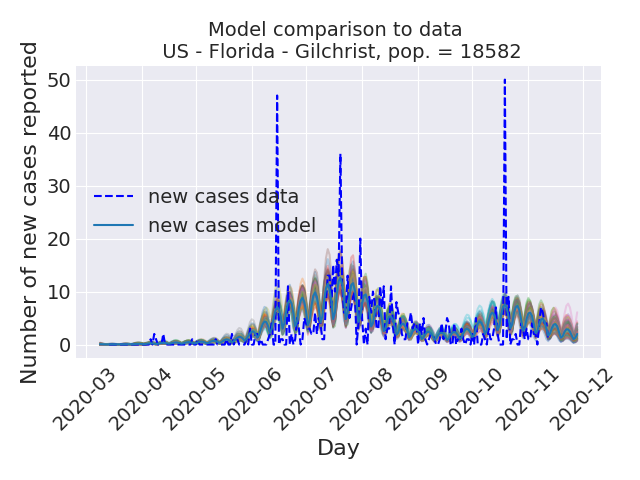 Model comparison to data
US - Florida - Gilchrist, pop. = 18582
Number of new cases reported
50
40
30
20
10
0
new cases data
new cases model
2020-03
2020-04
2020-05
2020-06
2020-07
2020-08
2020-09
2020-10
2020-11
2020-12
Day